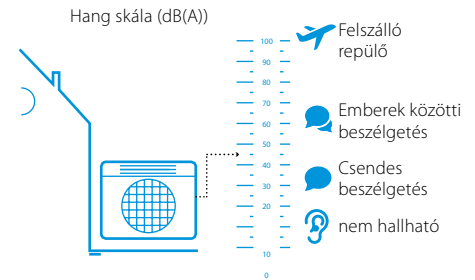 Hang skála (dB(A))
100
90
80
70
60
50
40
30
20
10
0
Felszálló
repülő
Emberek közötti
beszélgetés
Csendes
beszélgetés
nem hallható